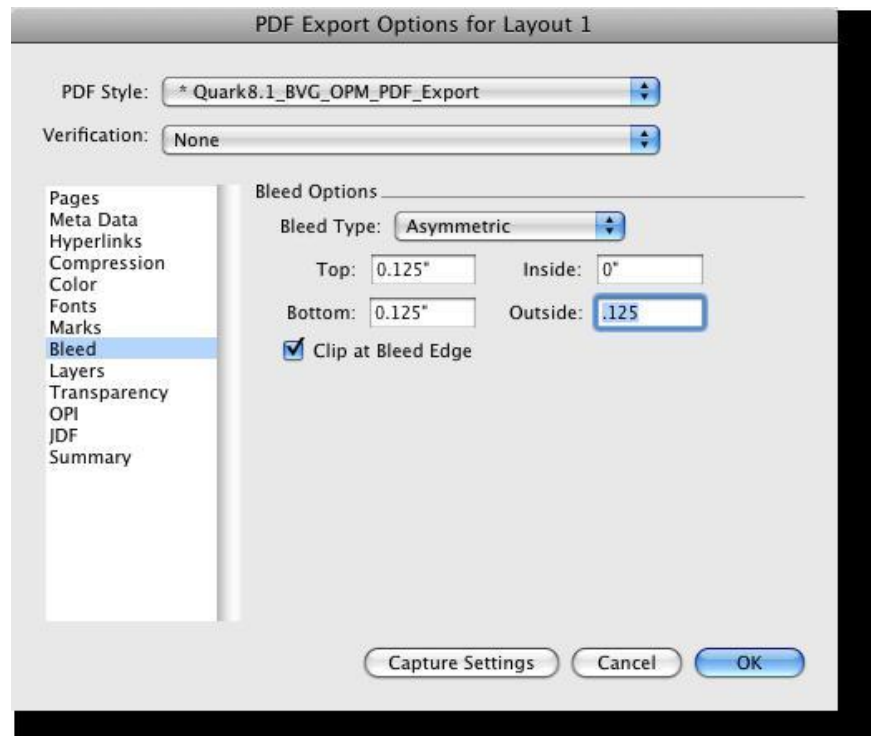 PDF Export Options for Layout 1
PDF Style: * Quark8.1_BVG_OPM_PDF_Export
Verification: None
Pages
Meta Data
Hyperlinks
Compression
Color
Fonts
Marks
Bleed
Layers
Transparency
OPI
JDF
Summary
Bleed Options
Bleed Type: Asymmetric
Top: 0.125" Inside: 0"
Bottom: 0.125" Outside: .125
Clip at Bleed Edge
Capture Settings Cancel OK